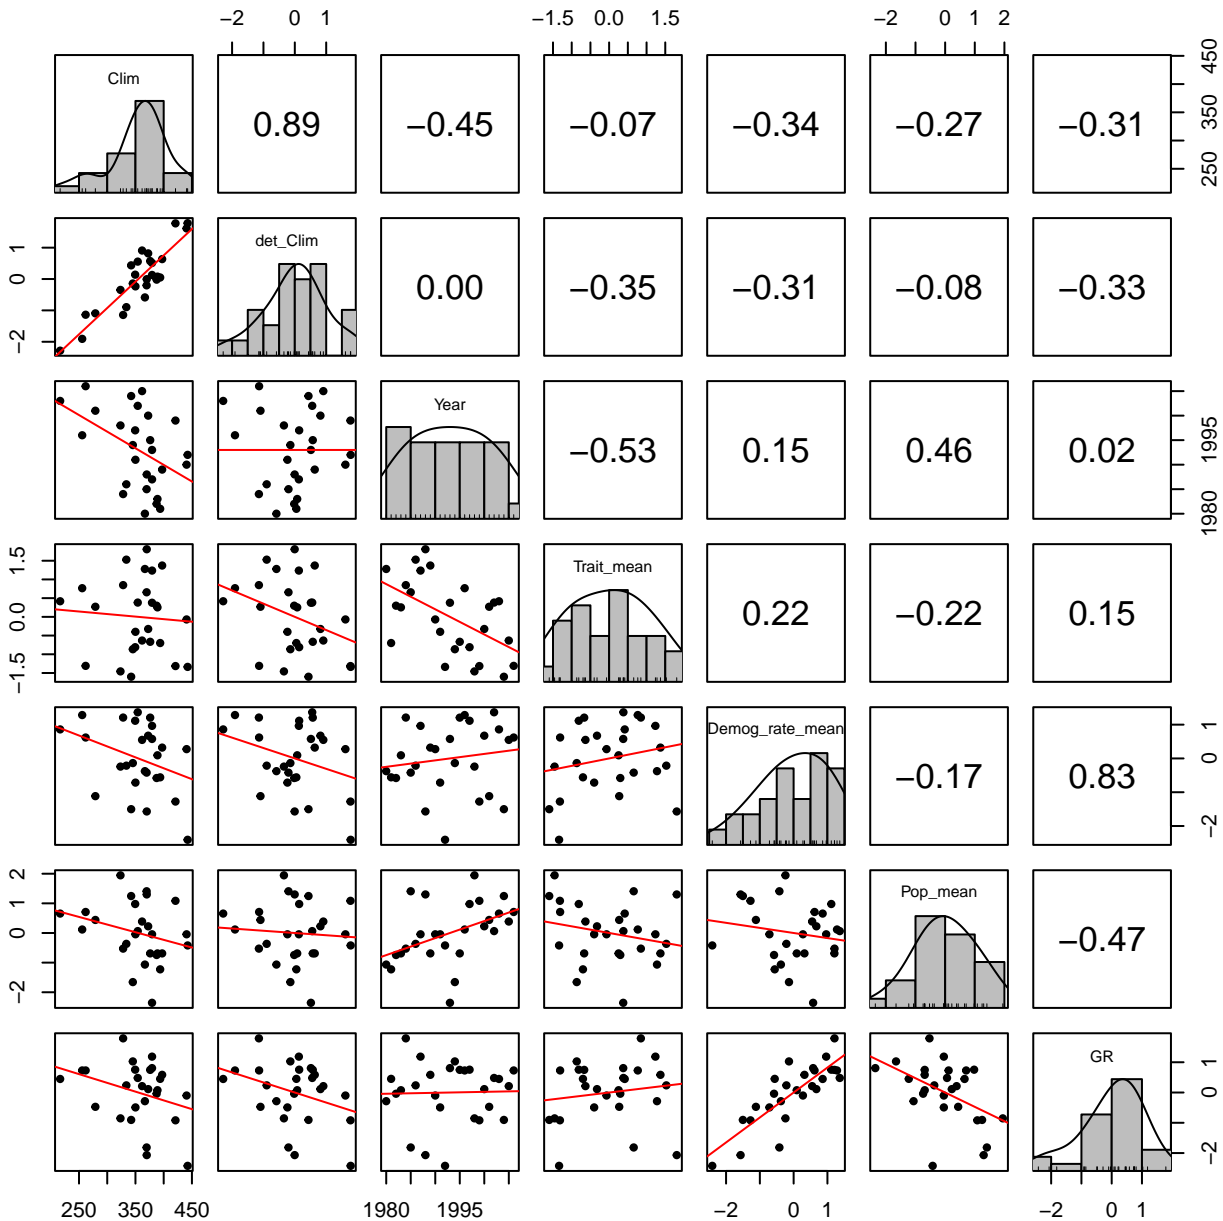 −2 0 1 −1.5 0.0 1.5 −2 0 2
Clim 0.89 −0.45 −0.07 −0.34 −0.27 −0.31 250 350 450
−2 0 1 det_Clim 0.00 −0.35 −0.31 −0.08 −0.33
Year −0.53 0.15 0.46 0.02 1980 1995
−1.5 0.0 1.5 Trait_mean 0.22 −0.22 0.15
Demog_rate_mean −0.17 0.83 −2 0 1
−2 0 1 2 Pop_mean −0.47
GR −2 0 1
250 350 450 1980 1995 −2 0 1 −2 0 1